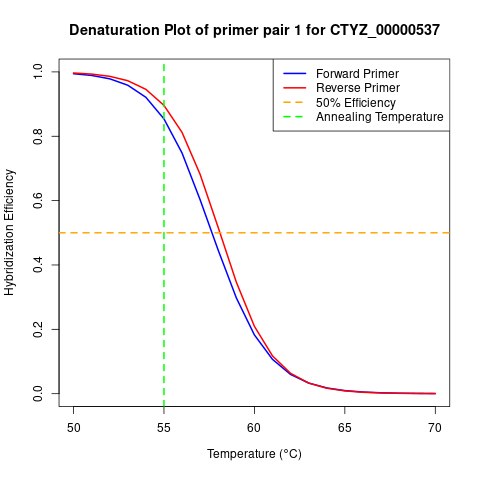 Denaturation Plot of primer pair 1 for CTYZ_00000537
Forward Primer
Reverse Primer
50% Efficiency
Annealing Temperature
Hybridization Efficiency
1.0
0.8
0.6
0.4
0.2
0.0
50 55 60 65 70
Temperature (°C)